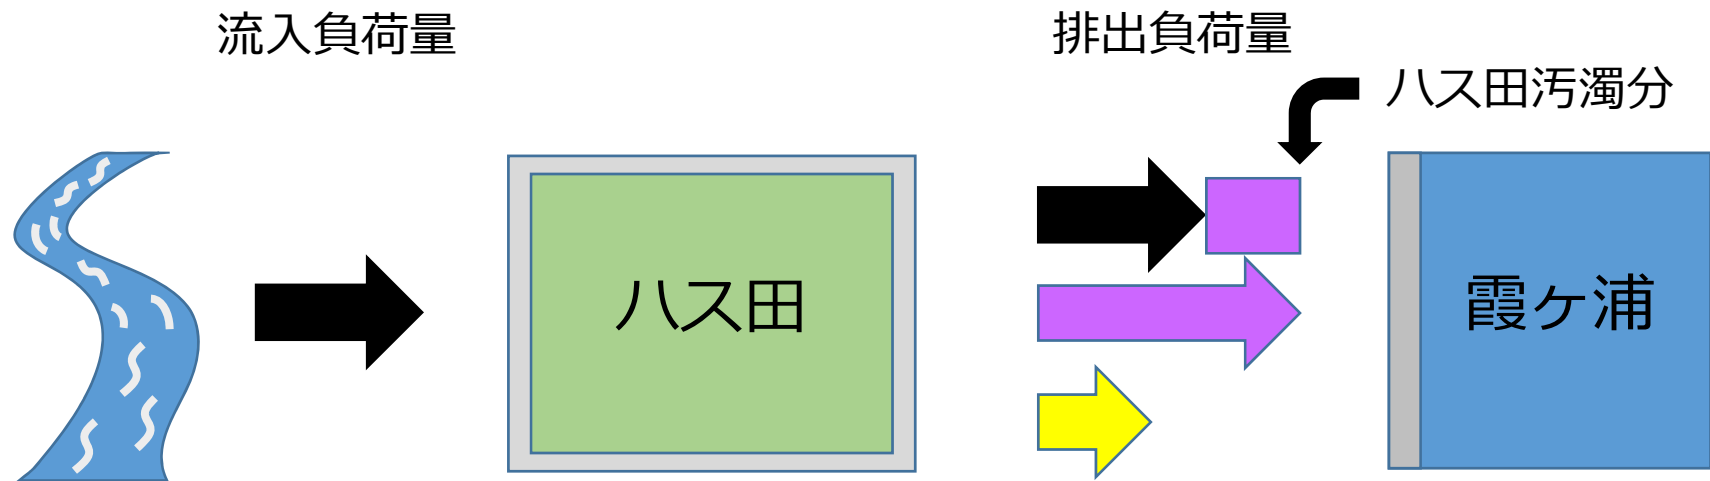 流入負荷量
排出負荷量
ハス田汚濁分
ハス田
霞ヶ浦